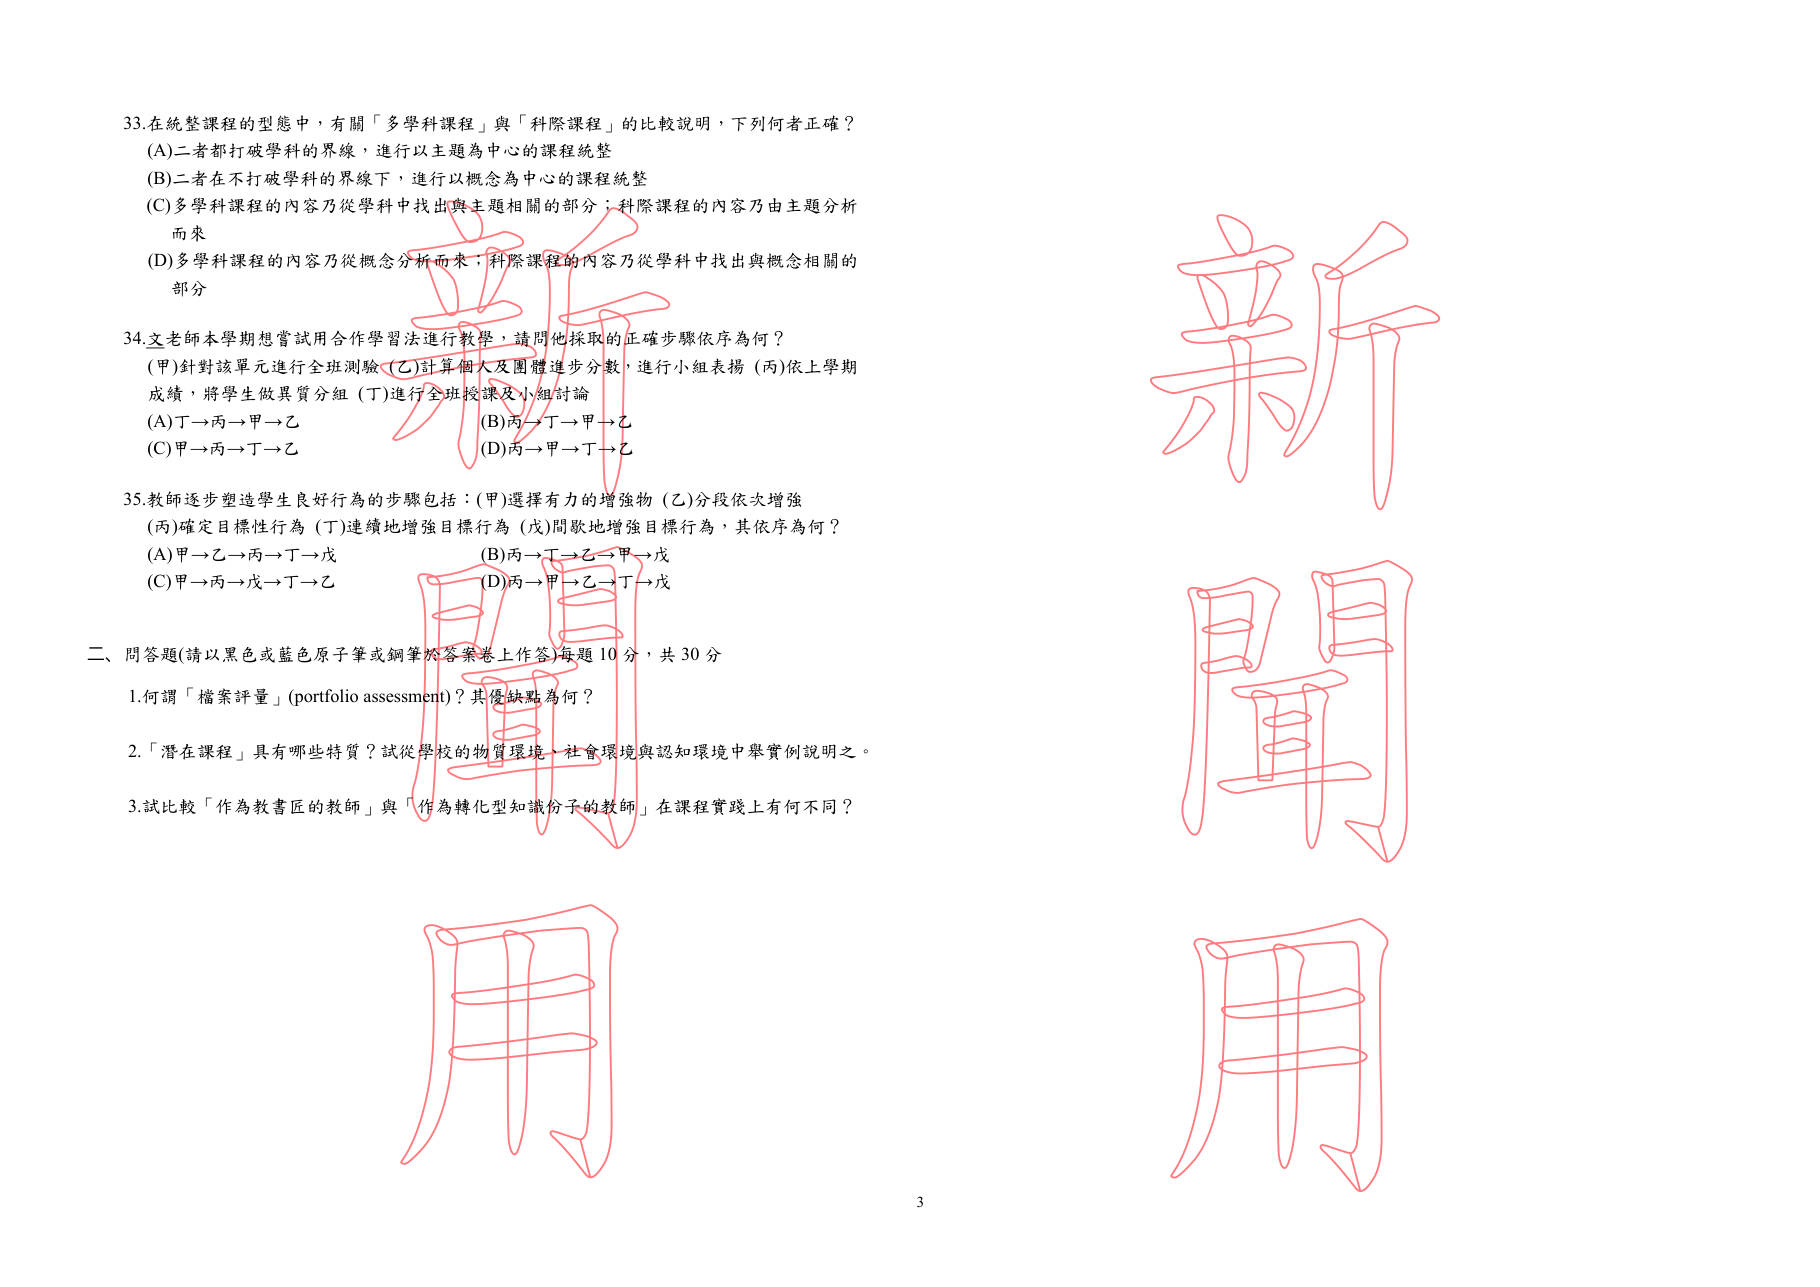 33.在統整課程的型態中，有關「多學科課程」與「科際課程」的比較說明，下列何者正確？
(A)二者都打破學科的界線，進行以主題為中心的課程統整
(B)二者在不打破學科的界線下，進行以概念為中心的課程統整
(C)多學科課程的內容乃從學科中找出與主題相關的部分；科際課程的內容乃由主題分析
而來
(D)多學科課程的內容乃從概念分析而來；科際課程的內容乃從學科中找出與概念相關的
部分
34.文老師本學期想嘗試用合作學習法進行教學，請問他採取的正確步驟依序為何？
(甲)針對該單元進行全班測驗 (乙)計算個人及團體進步分數，進行小組表揚 (丙)依上學期
成績，將學生做異質分組 (丁)進行全班授課及小組討論
(A)丁→丙→甲→乙 (B)丙→丁→甲→乙
(C)甲→丙→丁→乙 (D)丙→甲→丁→乙
35.教師逐步塑造學生良好行為的步驟包括：(甲)選擇有力的增強物 (乙)分段依次增強
(丙)確定目標性行為 (丁)連續地增強目標行為 (戊)間歇地增強目標行為，其依序為何？
(A)甲→乙→丙→丁→戊 (B)丙→丁→乙→甲→戊
(C)甲→丙→戊→丁→乙 (D)丙→甲→乙→丁→戊
二、問答題(請以黑色或藍色原子筆或鋼筆於答案卷上作答)每題 10 分，共 30 分
1.何謂「檔案評量」(portfolio assessment)？其優缺點為何？
2.「潛在課程」具有哪些特質？試從學校的物質環境、社會環境與認知環境中舉實例說明之。
3.試比較「作為教書匠的教師」與「作為轉化型知識份子的教師」在課程實踐上有何不同？
新聞用
新聞用
3